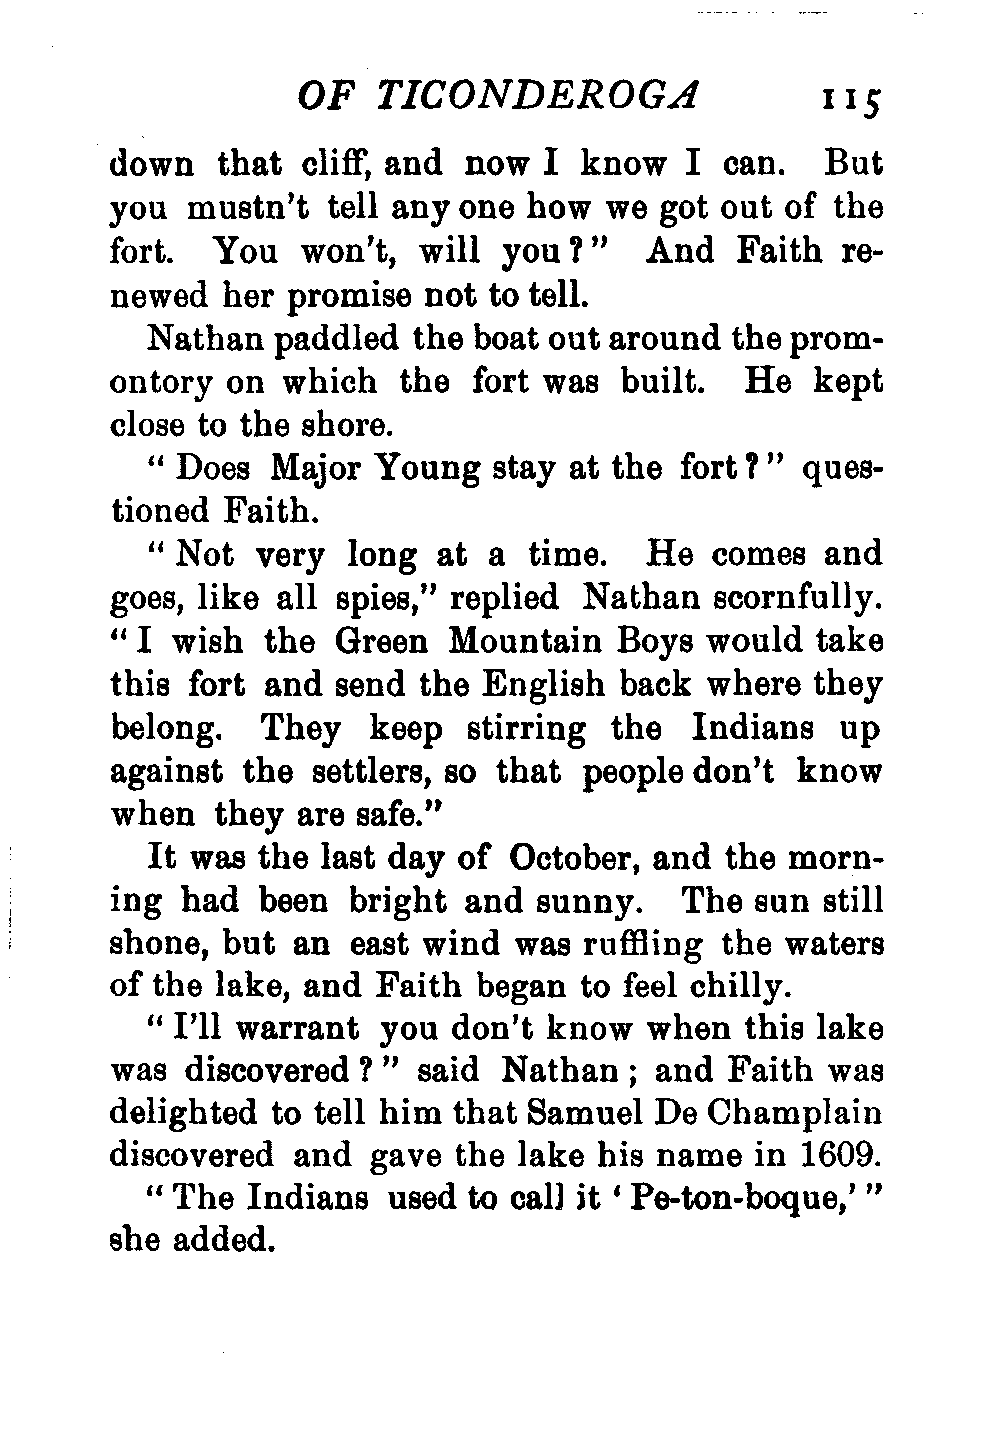 OF TICONDEROGA 115
down that cliff, and now I know I can. But
you mustn't tell any one how we got out of the
fort. You won't, will you?" And Faith re-
newed her promise not to tell.
Nathan paddled the boat out around the prom-
ontory on which the fort was built. He kept
close to the shore.
"Does Major Young stay at the fort?" ques-
tioned Faith.
"Not very long at a time. He comes and
goes, like all spies," replied Nathan scornfully.
"I wish the Green Mountain Boys would take
this fort and send the English back where they
belong. They keep stirring the Indians up
against the settlers, so that people don't know
when they are safe."
It was the last day of October, and the morn-
ing had been bright and sunny. The sun still
shone, but an east wind was ruffling the waters
of the lake, and Faith began to feel chilly.
"I'll warrant you don't know when this lake
was discovered?" said Nathan; and Faith was
delighted to tell him that Samuel De Champlain
discovered and gave the lake his name in 1609.
"The Indians used to call it 'Pe-ton-boque,'"
she added.